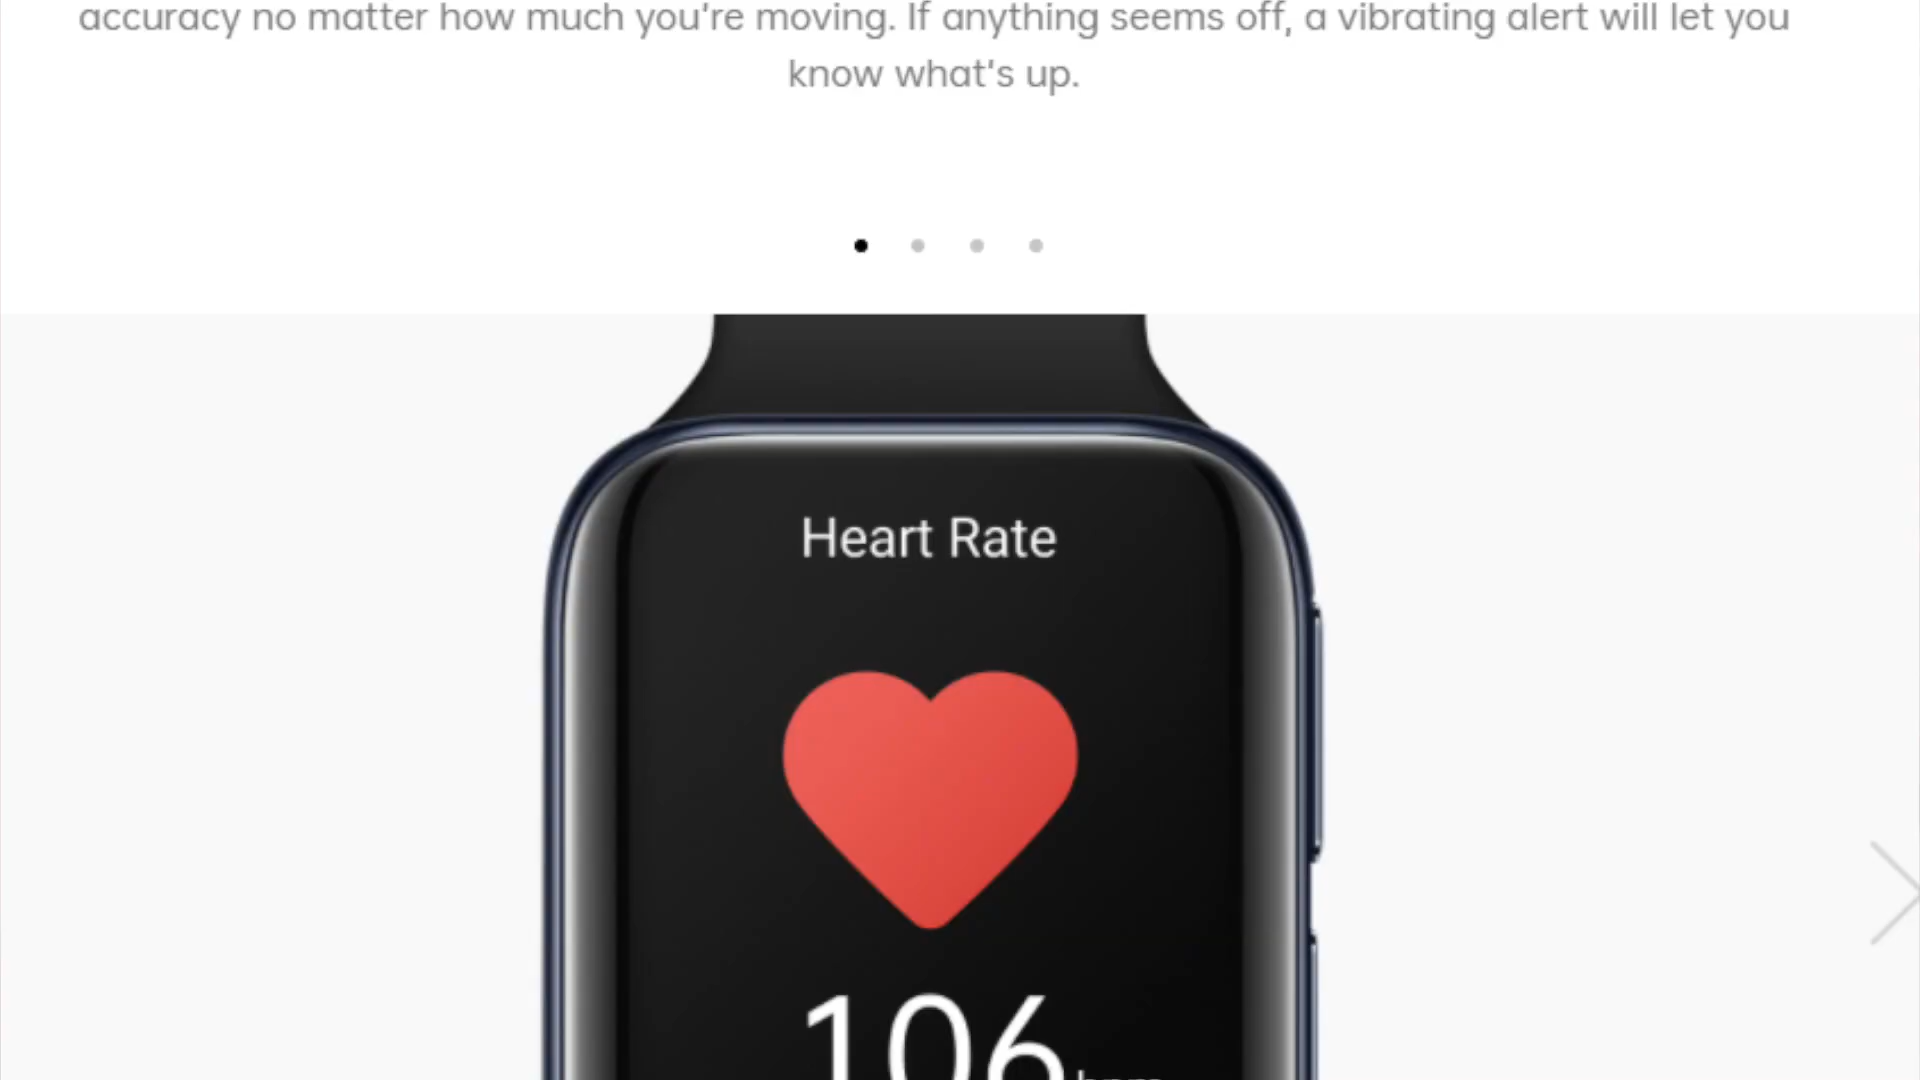 accuracy no matter how much you're moving. If anything seems off, a vibrating alert will let you
know what's up.
Heart Rate
106 bpm